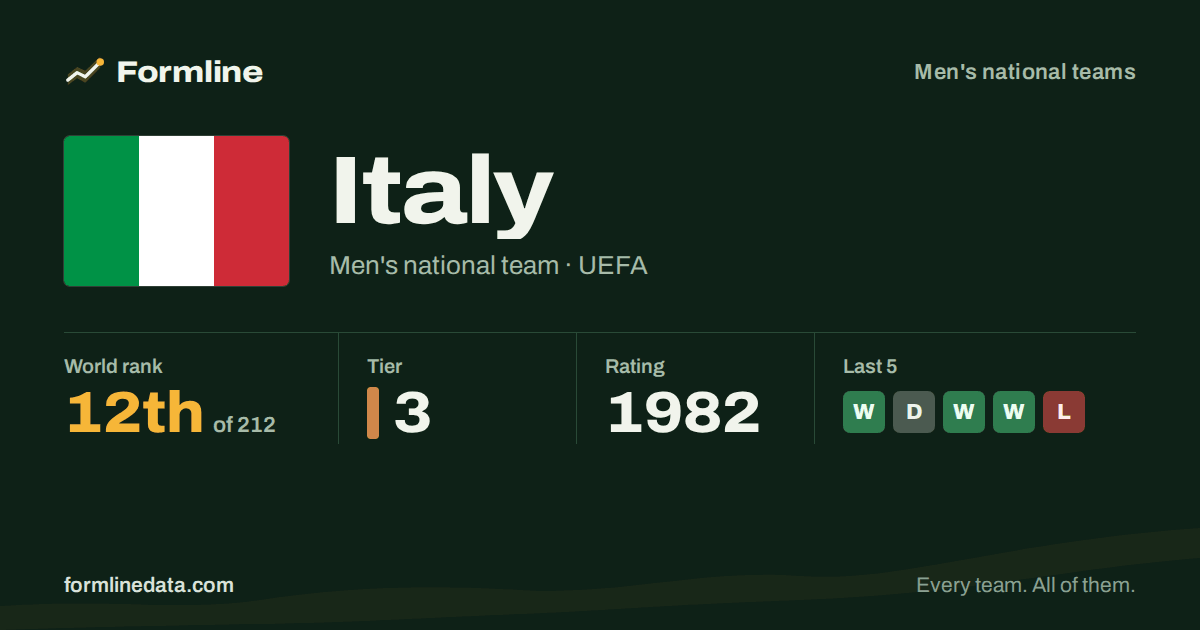 Formline
Men's national teams
Italy
Men's national team · UEFA
World rank
12th of 212
Tier
3
Rating
1982
Last 5
W D W W L
formlinedata.com
Every team. All of them.